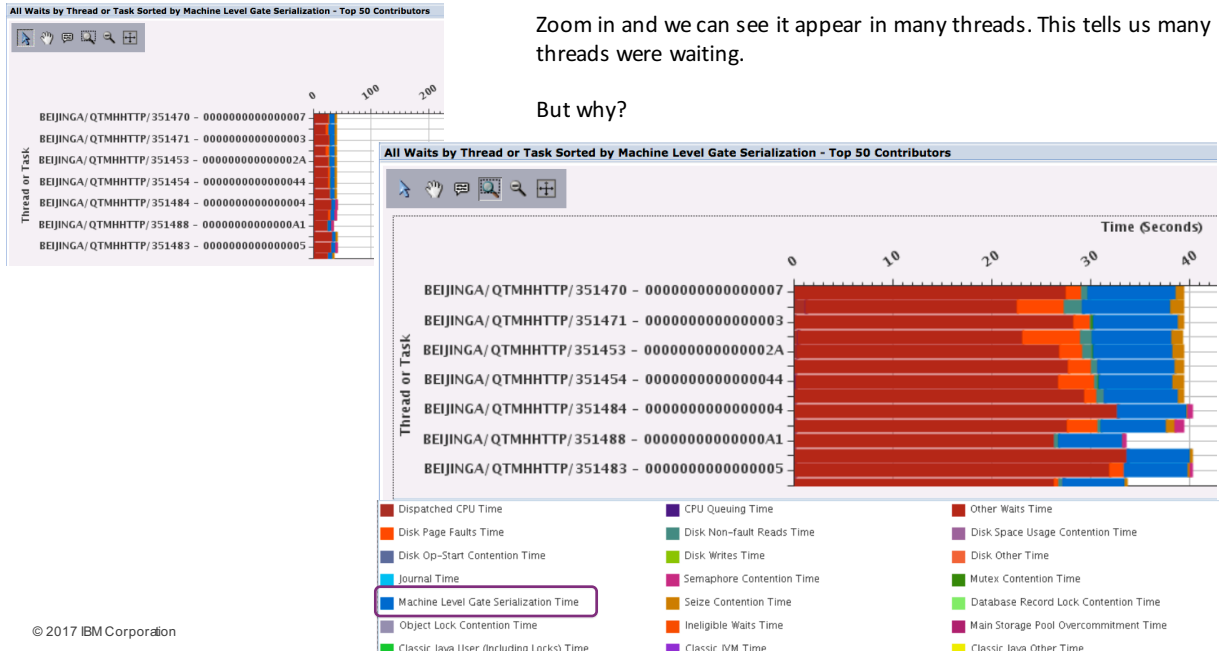 All Waits by Thread or Task Sorted by Machine Level Gate Serialization - Top 50 Contributors
0 100 200
BEIJINGA/QTMHHTTP/351470 - 0000000000000007
BEIJINGA/QTMHHTTP/351471 - 0000000000000003
BEIJINGA/QTMHHTTP/351453 - 000000000000002A
BEIJINGA/QTMHHTTP/351454 - 0000000000000044
BEIJINGA/QTMHHTTP/351484 - 0000000000000004
BEIJINGA/QTMHHTTP/351488 - 00000000000000A1
BEIJINGA/QTMHHTTP/351483 - 0000000000000005
Thread or Task
Zoom in and we can see it appear in many threads. This tells us many
threads were waiting.
But why?
All Waits by Thread or Task Sorted by Machine Level Gate Serialization - Top 50 Contributors
Time (Seconds)
0 10 20 30 40
BEIJINGA/QTMHHTTP/351470 - 0000000000000007
BEIJINGA/QTMHHTTP/351471 - 0000000000000003
BEIJINGA/QTMHHTTP/351453 - 000000000000002A
BEIJINGA/QTMHHTTP/351454 - 0000000000000044
BEIJINGA/QTMHHTTP/351484 - 0000000000000004
BEIJINGA/QTMHHTTP/351488 - 00000000000000A1
BEIJINGA/QTMHHTTP/351483 - 0000000000000005
Thread or Task
Dispatched CPU Time CPU Queuing Time Other Waits Time
Disk Page Faults Time Disk Non-fault Reads Time Disk Space Usage Contention Time
Disk Op-Start Contention Time Disk Writes Time Disk Other Time
Journal Time Semaphore Contention Time Mutex Contention Time
Machine Level Gate Serialization Time Seize Contention Time Database Record Lock Contention Time
Object Lock Contention Time Ineligible Waits Time Main Storage Pool Overcommitment Time
Classic Java User (Including Locks) Time Classic JVM Time Classic Java Other Time
© 2017 IBM Corporation